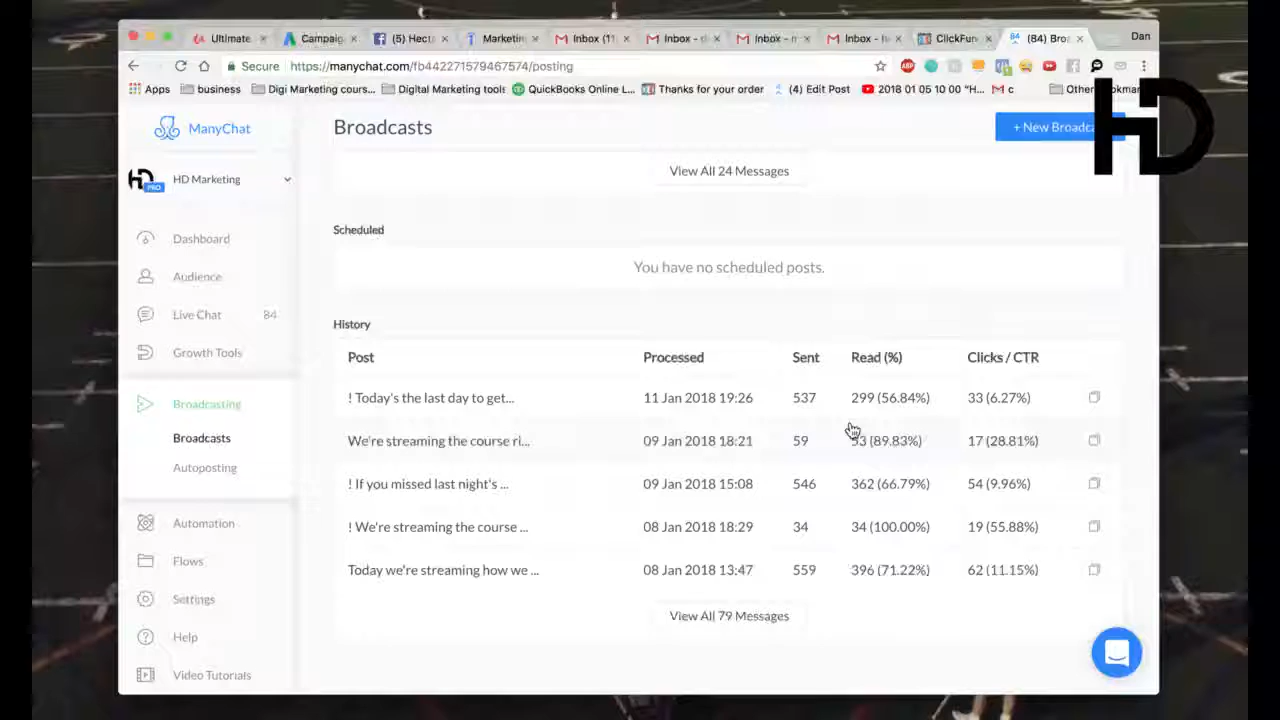 Ultimate
Campaig
(5) Hect
Marketin
Inbox (11
Inbox - d
Inbox - n
Inbox - h
ClickFun
(84) Bro
Dan
Secure
https://manychat.com/fb442271579467574/posting
Apps
business
Digi Marketing cours...
Digital Marketing tools
QuickBooks Online L...
Thanks for your order
(4) Edit Post
2018 01 05 10 00 "H...
c
Other
ManyChat
Broadcasts
+ New Broadc
HD
PRO
HD Marketing
View All 24 Messages
Dashboard
Scheduled
Audience
You have no scheduled posts.
Live Chat 84
History
Growth Tools
Post Processed Sent Read (%) Clicks / CTR
! Today's the last day to get... 11 Jan 2018 19:26 537 299 (56.84%) 33 (6.27%)
Broadcasting
Broadcasts
We're streaming the course ri... 09 Jan 2018 18:21 59 53 (89.83%) 17 (28.81%)
Autoposting
! If you missed last night's ... 09 Jan 2018 15:08 546 362 (66.79%) 54 (9.96%)
Automation
! We're streaming the course ... 08 Jan 2018 18:29 34 34 (100.00%) 19 (55.88%)
Flows
Today we're streaming how we ... 08 Jan 2018 13:47 559 396 (71.22%) 62 (11.15%)
Settings
View All 79 Messages
Help
Video Tutorials